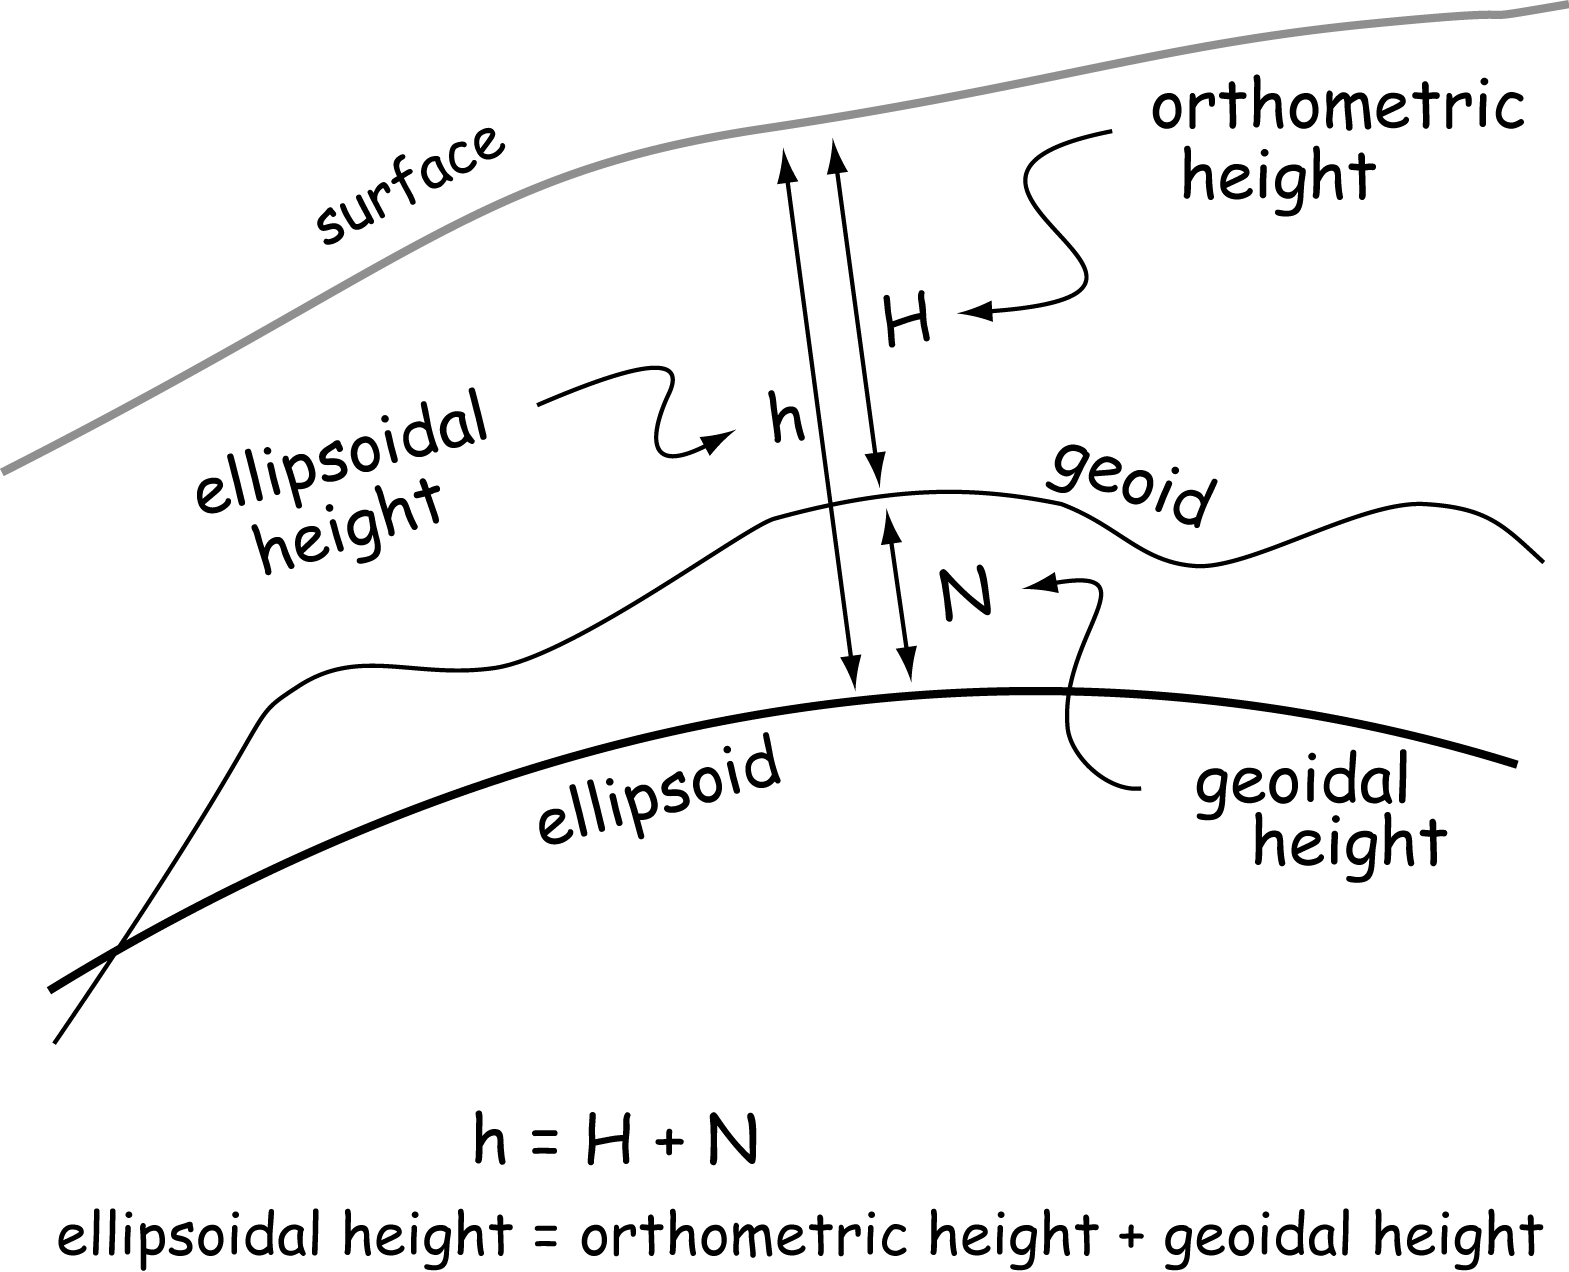 surface
orthometric
height
H
h
ellipsoidal
height
geoid
N
ellipsoid
geoidal
height
h = H + N
ellipsoidal height = orthometric height + geoidal height